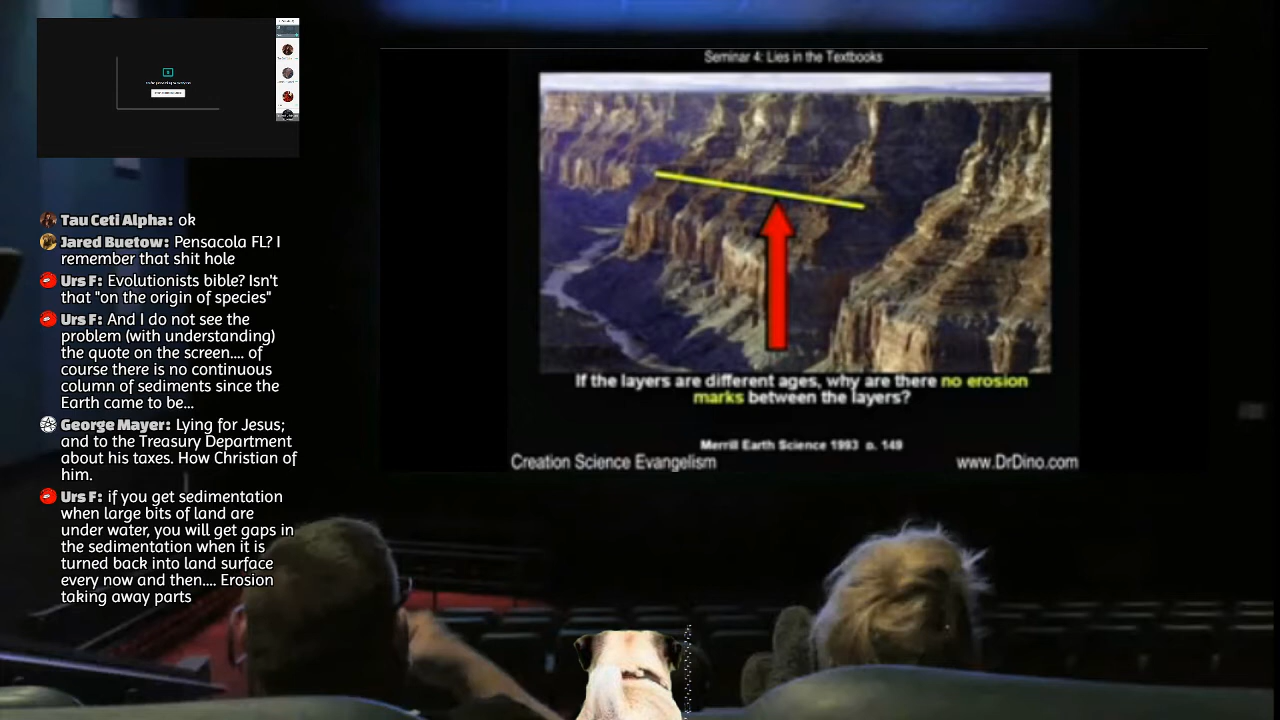 Seminar 4: Lies in the Textbooks
If the layers are different ages, why are there no erosion
marks between the layers?
Merrill Earth Science 1993 p. 149
Creation Science Evangelism
www.DrDino.com
Tau Ceti Alpha: ok
Jared Buetow: Pensacola FL? I
remember that shit hole
Urs F: Evolutionists bible? Isn't
that "on the origin of species"
Urs F: And I do not see the
problem (with understanding)
the quote on the screen.... of
course there is no continuous
column of sediments since the
Earth came to be...
George Mayer: Lying for Jesus;
and to the Treasury Department
about his taxes. How Christian of
him.
Urs F: if you get sedimentation
when large bits of land are
under water, you will get gaps in
the sedimentation when it is
turned back into land surface
every now and then.... Erosion
taking away parts